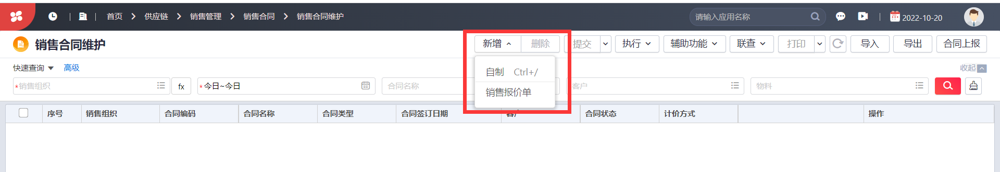 首页 供应链 销售管理 销售合同 销售合同维护 请输入应用名称 2022-10-20
销售合同维护 新增 删除 提交 执行 辅助功能 联查 打印 导入 导出 合同上报
快速查询 高级 自制 Ctrl+/ 收起
*销售组织 fx *今日~今日 合同名称 销售报价单 客户 物料
序号 销售组织 合同编码 合同名称 合同类型 合同签订日期 客户 合同状态 计价方式 操作